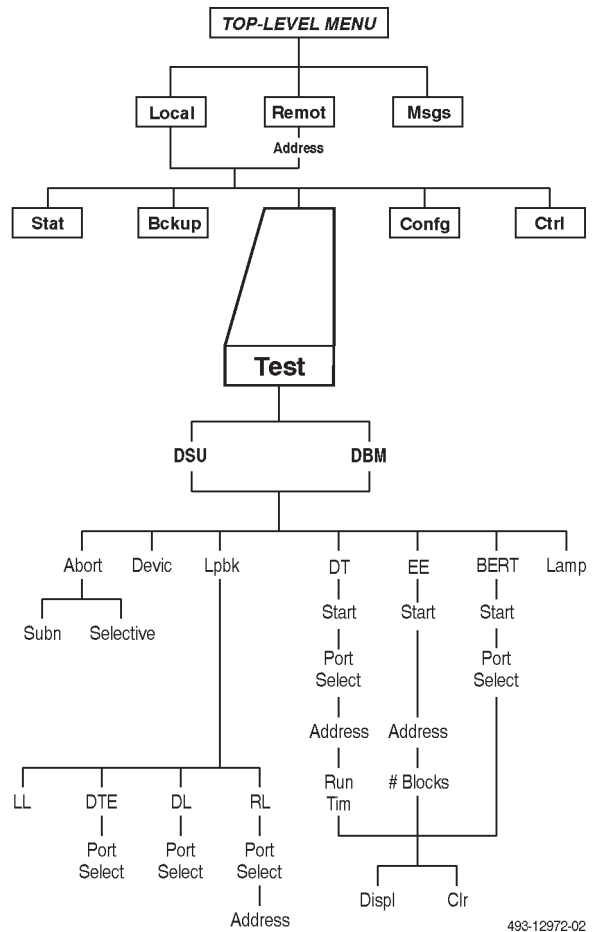 TOP-LEVEL MENU
Local
Remot
Msgs
Address
Stat
Bckup
Confg
Ctrl
Test
DSU
DBM
Abort
Devic
Lpbk
DT
EE
BERT
Lamp
Subn
Selective
Start
Start
Start
Port
Select
Port
Select
Address
Address
Run
Tim
# Blocks
LL
DTE
DL
RL
Port
Select
Port
Select
Port
Select
Address
Displ
Clr
493-12972-02